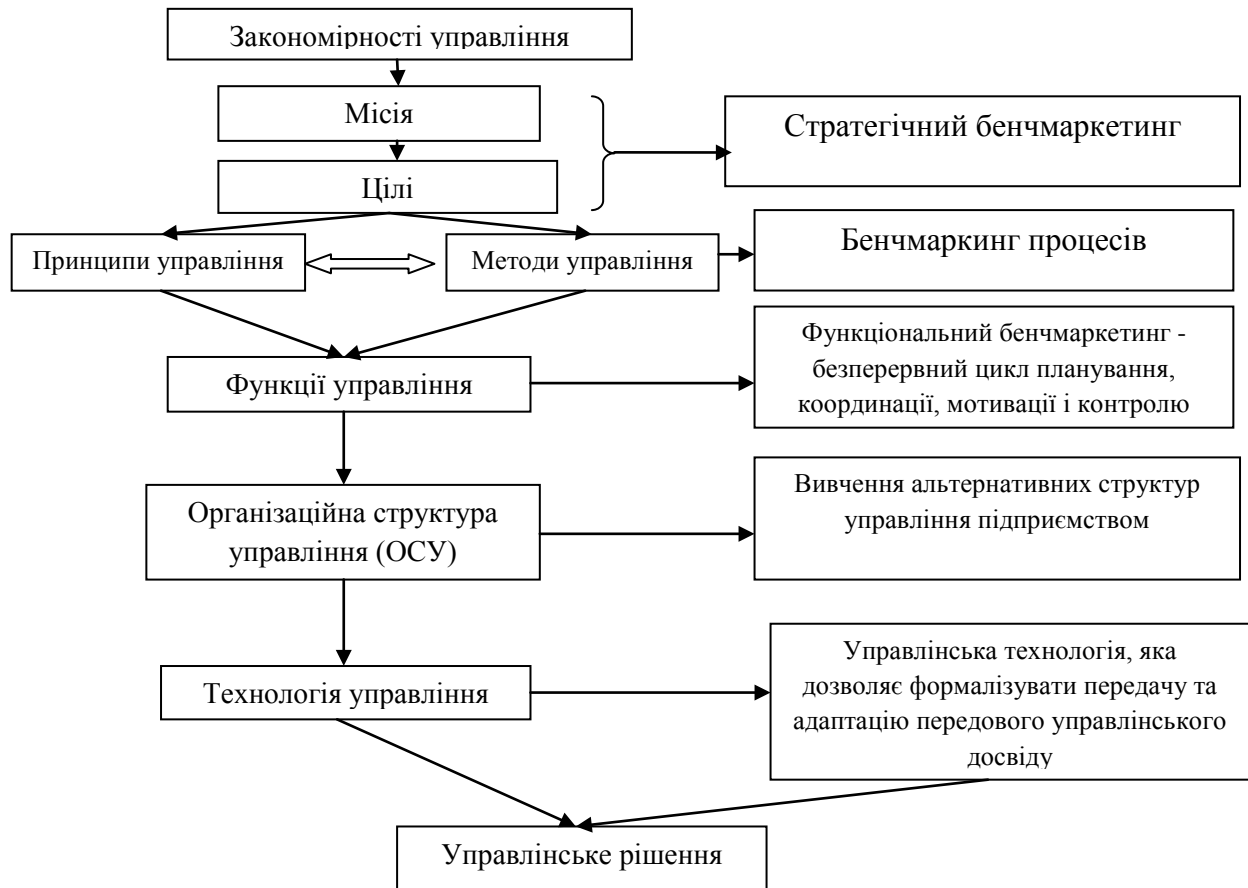 Закономірності управління
Місія
Стратегічний бенчмаркетинг
Цілі
Принципи управління
Методи управління
Бенчмаркинг процесів
Функції управління
Функціональний бенчмаркетинг -
безперервний цикл планування,
координації, мотивації і контролю
Організаційна структура
управління (ОСУ)
Вивчення альтернативних структур
управління підприємством
Технологія управління
Управлінська технологія, яка
дозволяє формалізувати передачу та
адаптацію передового управлінського
досвіду
Управлінське рішення